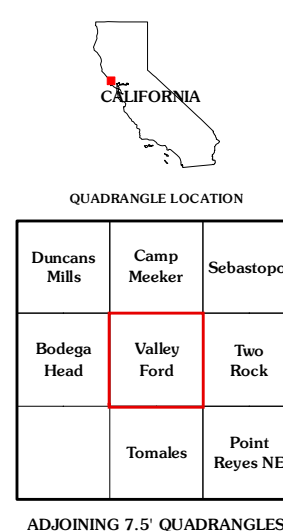 CALIFORNIA
QUADRANGLE LOCATION
Duncans
Mills
Camp
Meeker
Sebastopo
Bodega
Head
Valley
Ford
Two
Rock
Tomales
Point
Reyes NE
ADJOINING 7.5' QUADRANGLES